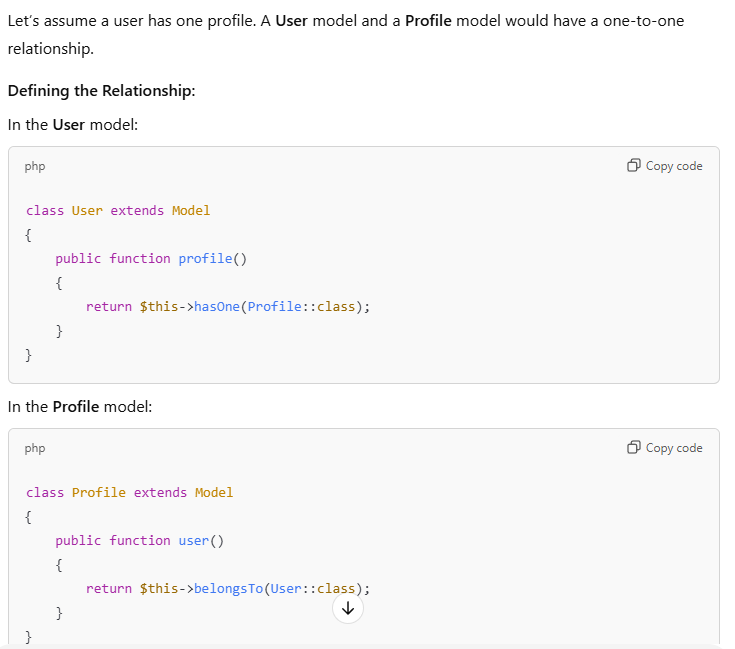 Let's assume a user has one profile. A User model and a Profile model would have a one-to-one
relationship.
Defining the Relationship:
In the User model:
php
Copy code
class User extends Model
{
    public function profile()
    {
        return $this->hasOne(Profile::class);
    }
}
In the Profile model:
php
Copy code
class Profile extends Model
{
    public function user()
    {
        return $this->belongsTo(User::class);
    }
}